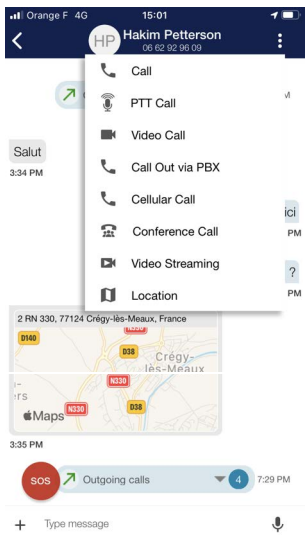 Orange F 4G 15:01
HP Hakim Petterson
06 62 92 96 09
Call
PTT Call
Video Call
Call Out via PBX
Cellular Call
Conference Call
Video Streaming
Location
Salut
3:34 PM
ici
PM
?
PM
2 RN 330, 77124 Crégy-lès-Meaux, France
N330
D140
D38
Crégy-
lès-Meaux
N330
N330
D38
Maps
3:35 PM
SOS Outgoing calls 4 7:29 PM
+ Type message